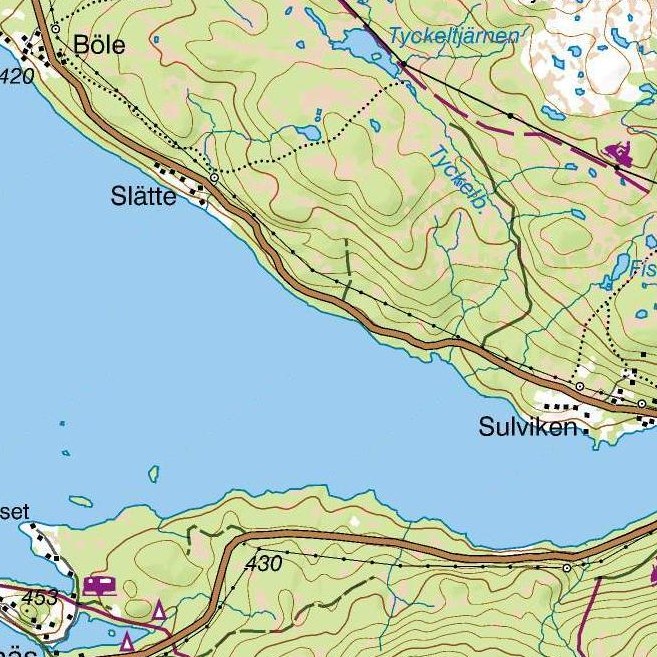 Tyckeltjärnen
Böle
420
Tyckelb.
Slätte
Fis
Sulviken
set
430
453